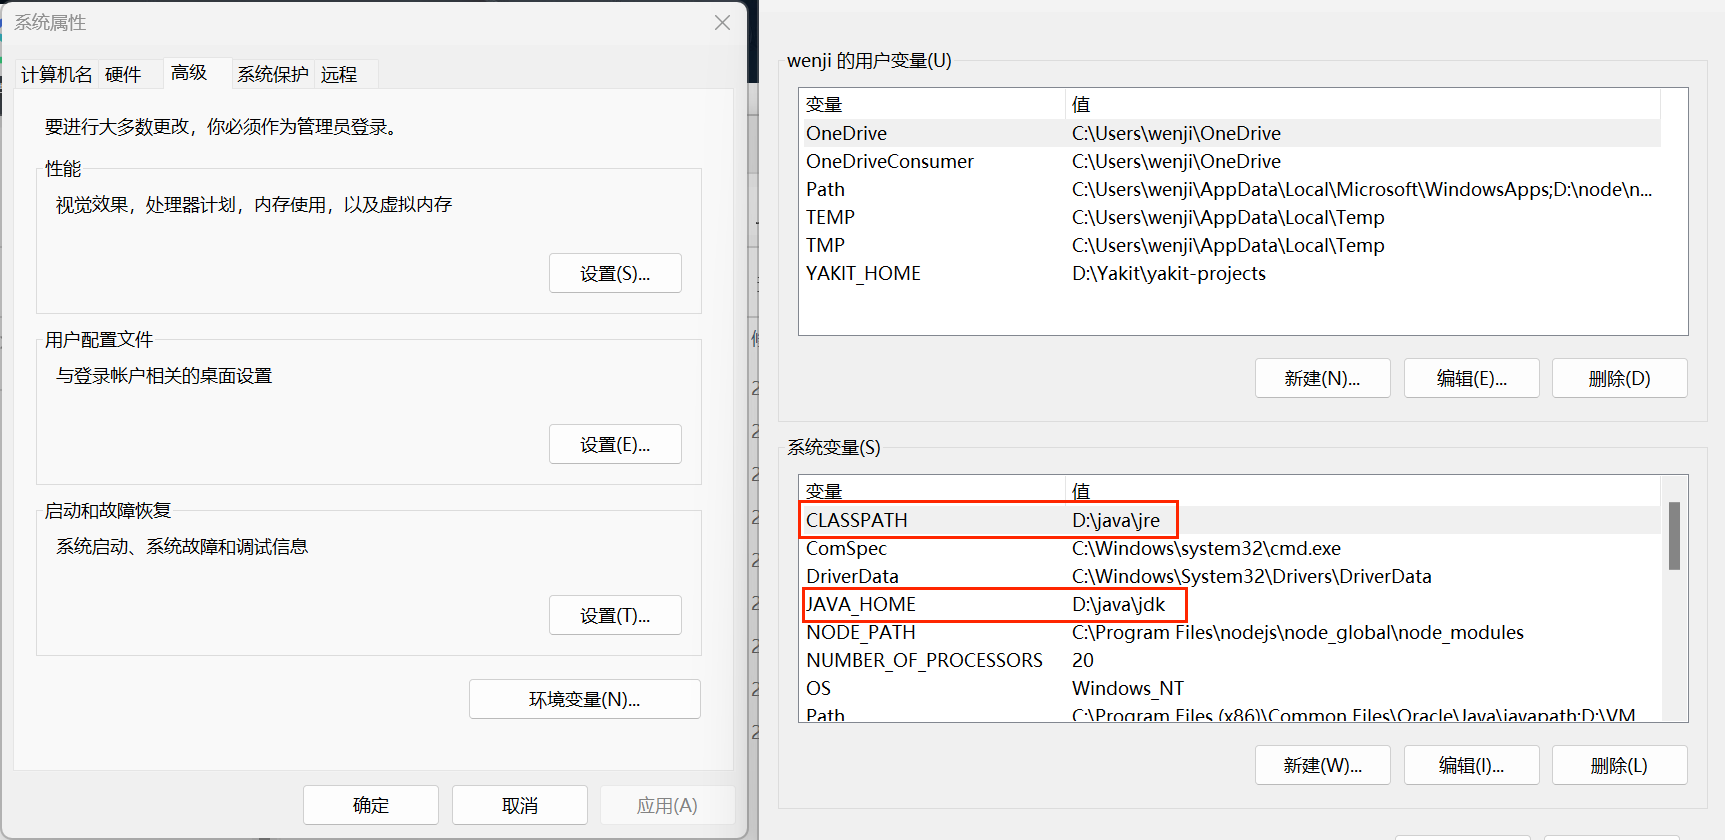 系统属性
计算机名 硬件 高级 系统保护 远程
要进行大多数更改，你必须作为管理员登录。
性能
视觉效果，处理器计划，内存使用，以及虚拟内存
设置(S)...
用户配置文件
与登录帐户相关的桌面设置
设置(E)...
启动和故障恢复
系统启动、系统故障和调试信息
设置(T)...
环境变量(N)...
确定 取消 应用(A)
wenji 的用户变量(U)
变量 值
OneDrive C:\Users\wenji\OneDrive
OneDriveConsumer C:\Users\wenji\OneDrive
Path C:\Users\wenji\AppData\Local\Microsoft\WindowsApps;D:\node\n...
TEMP C:\Users\wenji\AppData\Local\Temp
TMP C:\Users\wenji\AppData\Local\Temp
YAKIT_HOME D:\Yakit\yakit-projects
新建(N)... 编辑(E)... 删除(D)
系统变量(S)
变量 值
CLASSPATH D:\java\jre
ComSpec C:\Windows\system32\cmd.exe
DriverData C:\Windows\System32\Drivers\DriverData
JAVA_HOME D:\java\jdk
NODE_PATH C:\Program Files\nodejs\node_global\node_modules
NUMBER_OF_PROCESSORS 20
OS Windows_NT
Path C:\Program Files (x86)\Common Files\Oracle\Java\javapath;D:\VM
新建(W)... 编辑(I)... 删除(L)